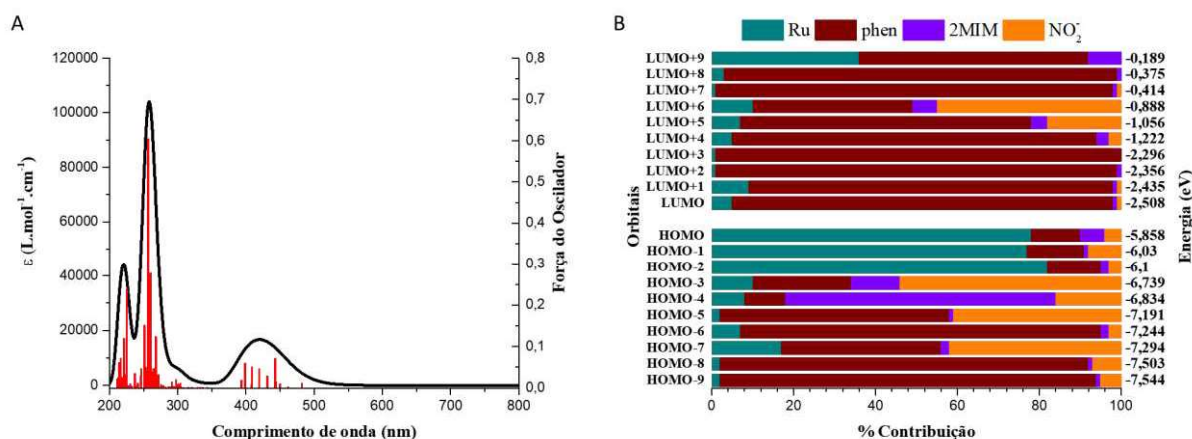 A
120000
100000
80000
60000
40000
20000
0
ε (L.mol⁻¹.cm⁻¹)
0,8
0,7
0,6
0,5
0,4
0,3
0,2
0,1
0,0
Força do Oscilador
200 300 400 500 600 700 800
Comprimento de onda (nm)
B
Ru phen 2MIM NO₂⁻
LUMO+9 -0,189
LUMO+8 -0,375
LUMO+7 -0,414
LUMO+6 -0,888
LUMO+5 -1,056
LUMO+4 -1,222
LUMO+3 -2,296
LUMO+2 -2,356
LUMO+1 -2,435
LUMO -2,508
HOMO -5,858
HOMO-1 -6,03
HOMO-2 -6,1
HOMO-3 -6,739
HOMO-4 -6,834
HOMO-5 -7,191
HOMO-6 -7,244
HOMO-7 -7,294
HOMO-8 -7,503
HOMO-9 -7,544
Orbitais
Energia (eV)
0 20 40 60 80 100
% Contribuição